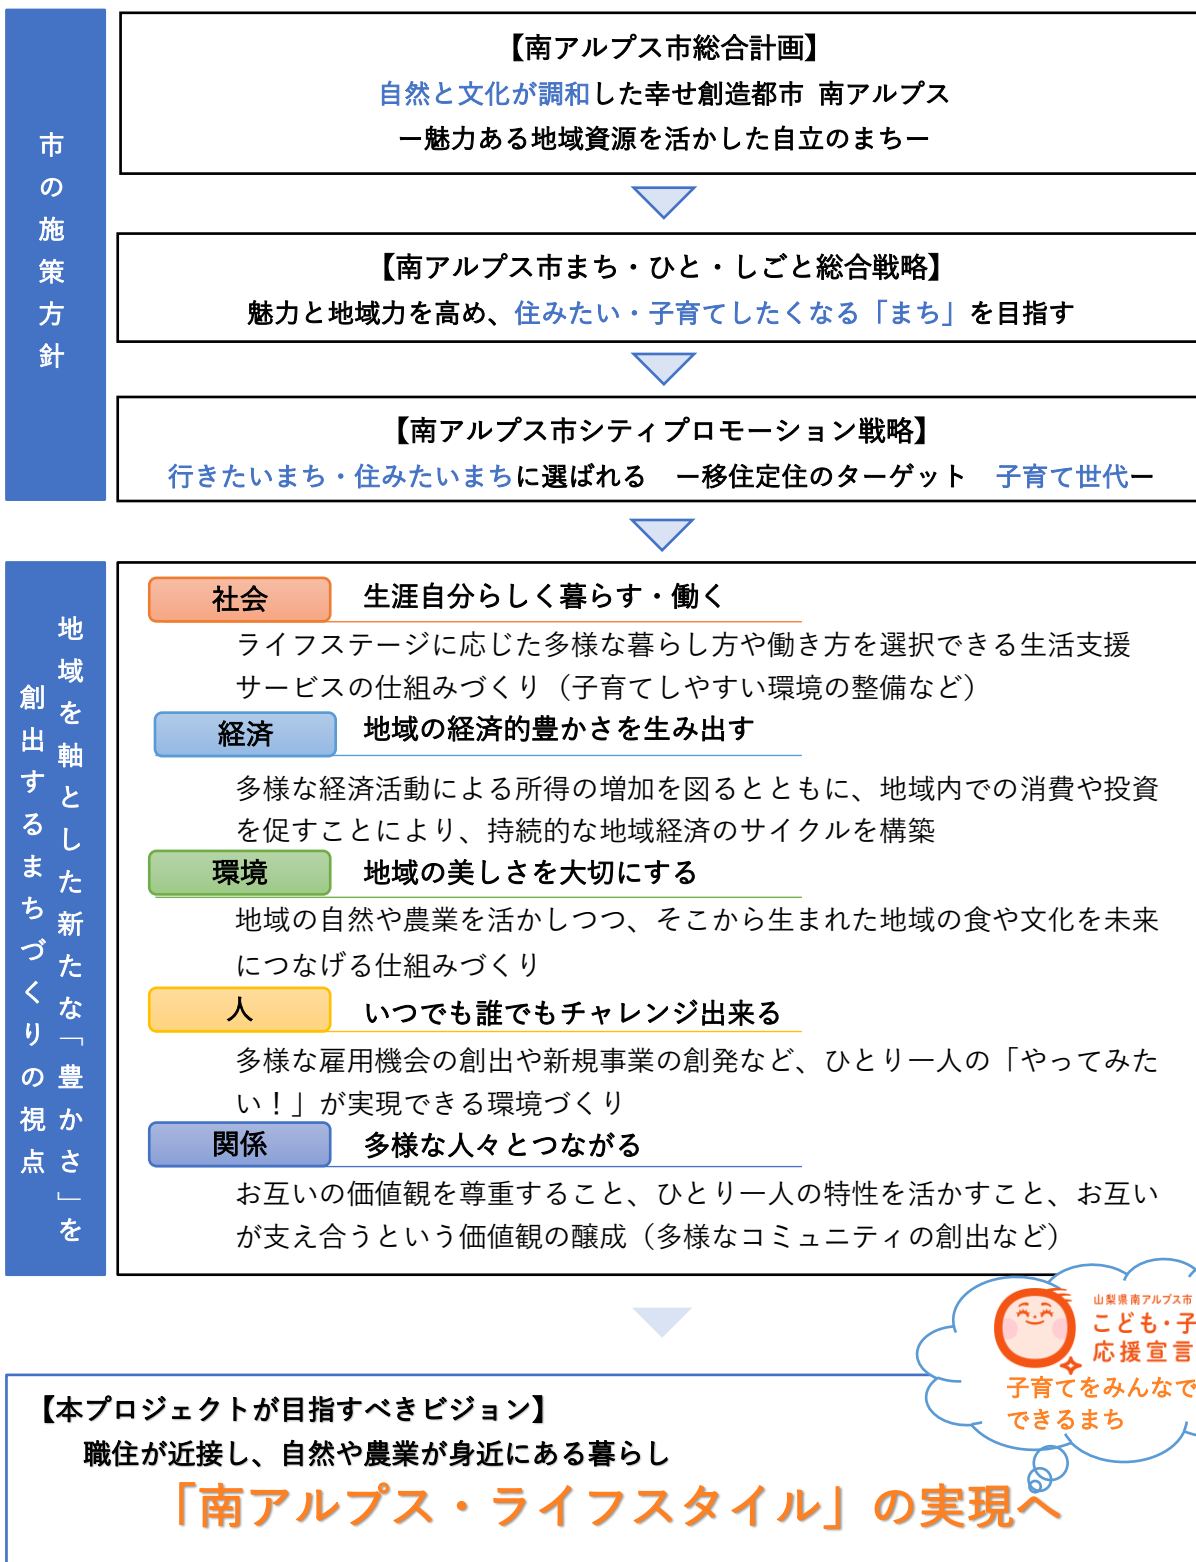 市の施策方針
【南アルプス市総合計画】
自然と文化が調和した幸せ創造都市 南アルプス
ー魅力ある地域資源を活かした自立のまちー
【南アルプス市まち・ひと・しごと総合戦略】
魅力と地域力を高め、住みたい・子育てしたくなる「まち」を目指す
【南アルプス市シティプロモーション戦略】
行きたいまち・住みたいまちに選ばれる　ー移住定住のターゲット　子育て世代ー
地域を軸とした新たな「豊かさ」を
創出するまちづくりの視点
社会　生涯自分らしく暮らす・働く
ライフステージに応じた多様な暮らし方や働き方を選択できる生活支援
サービスの仕組みづくり（子育てしやすい環境の整備など）
経済　地域の経済的豊かさを生み出す
多様な経済活動による所得の増加を図るとともに、地域内での消費や投資
を促すことにより、持続的な地域経済のサイクルを構築
環境　地域の美しさを大切にする
地域の自然や農業を活かしつつ、そこから生まれた地域の食や文化を未来
につなげる仕組みづくり
人　いつでも誰でもチャレンジ出来る
多様な雇用機会の創出や新規事業の創発など、ひとり一人の「やってみた
い！」が実現できる環境づくり
関係　多様な人々とつながる
お互いの価値観を尊重すること、ひとり一人の特性を活かすこと、お互い
が支え合うという価値観の醸成（多様なコミュニティの創出など）
山梨県南アルプス市
こども・子
応援宣言
子育てをみんなで
できるまち
【本プロジェクトが目指すべきビジョン】
職住が近接し、自然や農業が身近にある暮らし
「南アルプス・ライフスタイル」の実現へ